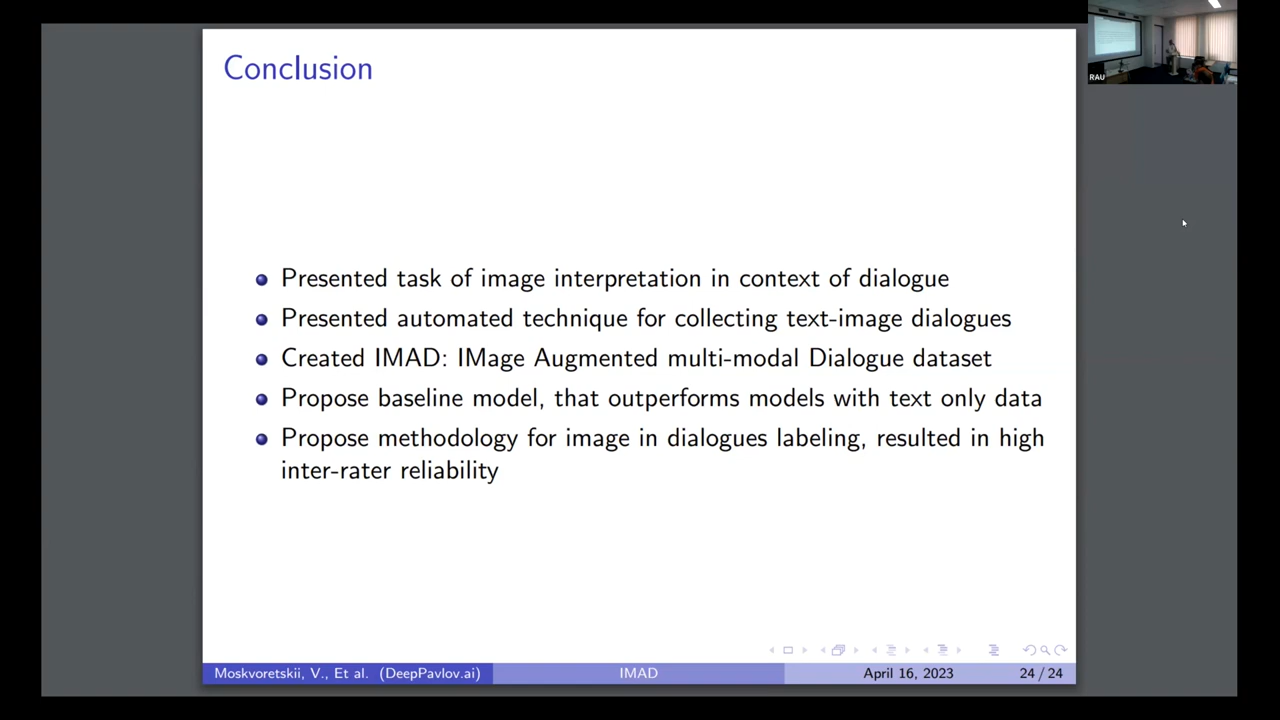 Conclusion
RAU
Presented task of image interpretation in context of dialogue
Presented automated technique for collecting text-image dialogues
Created IMAD: IMage Augmented multi-modal Dialogue dataset
Propose baseline model, that outperforms models with text only data
Propose methodology for image in dialogues labeling, resulted in high
inter-rater reliability
Moskvoretskii, V., Et al. (DeepPavlov.ai) IMAD April 16, 2023 24 / 24